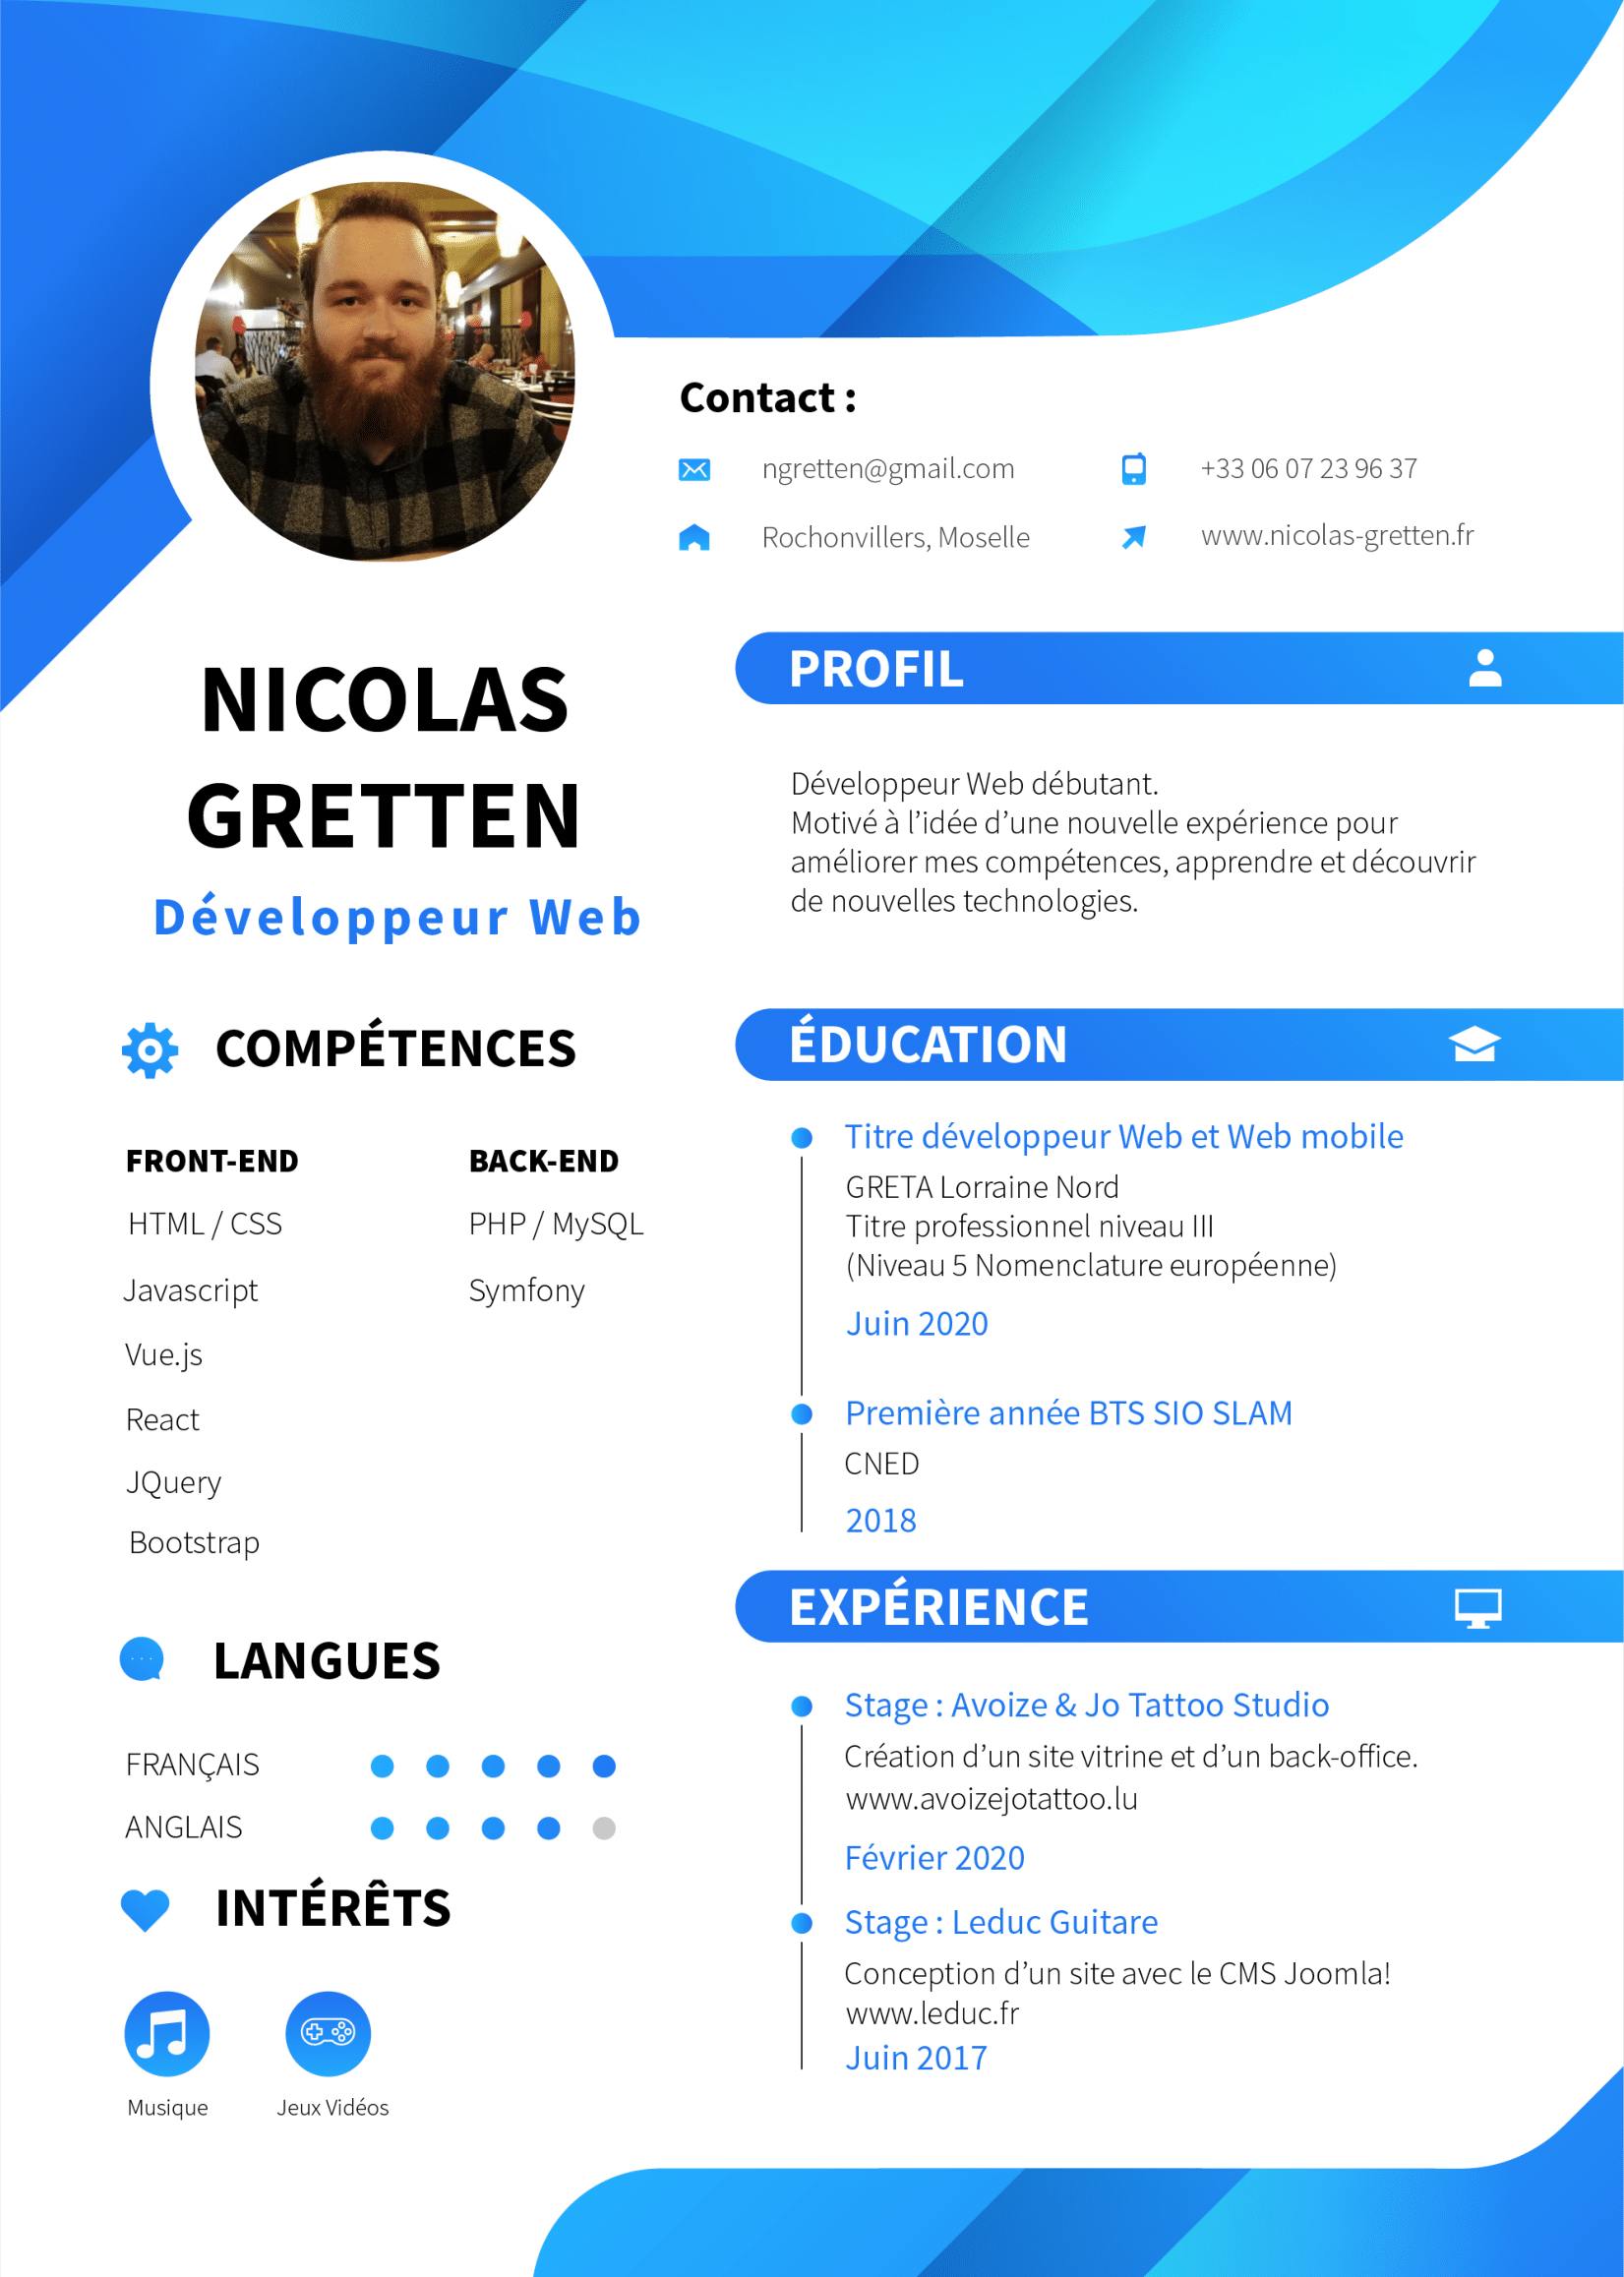 Contact :
ngretten@gmail.com
+33 06 07 23 96 37
Rochonvillers, Moselle
www.nicolas-gretten.fr
NICOLAS
GRETTEN
Développeur Web
COMPÉTENCES
FRONT-END
HTML / CSS
Javascript
Vue.js
React
JQuery
Bootstrap
BACK-END
PHP / MySQL
Symfony
LANGUES
FRANÇAIS
ANGLAIS
INTÉRÊTS
Musique
Jeux Vidéos
PROFIL
Développeur Web débutant.
Motivé à l’idée d’une nouvelle expérience pour
améliorer mes compétences, apprendre et découvrir
de nouvelles technologies.
ÉDUCATION
Titre développeur Web et Web mobile
GRETA Lorraine Nord
Titre professionnel niveau III
(Niveau 5 Nomenclature européenne)
Juin 2020
Première année BTS SIO SLAM
CNED
2018
EXPÉRIENCE
Stage : Avoize & Jo Tattoo Studio
Création d’un site vitrine et d’un back-office.
www.avoizejotattoo.lu
Février 2020
Stage : Leduc Guitare
Conception d’un site avec le CMS Joomla!
www.leduc.fr
Juin 2017